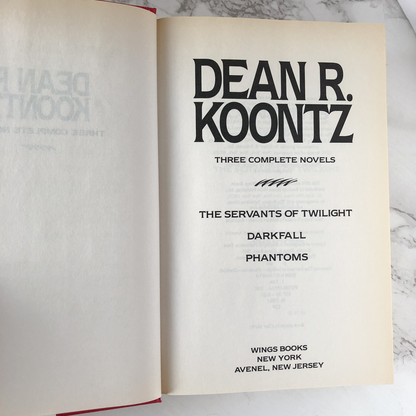 DEAN R.
KOONTZ
THREE COMPLETE NOVELS
THE SERVANTS OF TWILIGHT
DARKFALL
PHANTOMS
WINGS BOOKS
NEW YORK
AVENEL, NEW JERSEY